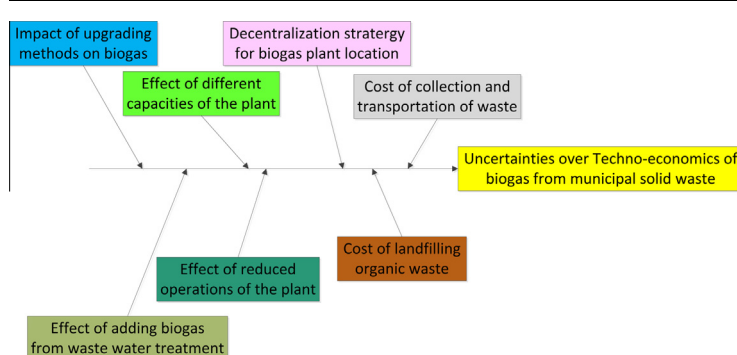 Impact of upgrading
methods on biogas
Decentralization stratergy
for biogas plant location
Effect of different
capacities of the plant
Cost of collection and
transportation of waste
Uncertainties over Techno-economics of
biogas from municipal solid waste
Cost of landfilling
organic waste
Effect of reduced
operations of the plant
Effect of adding biogas
from waste water treatment